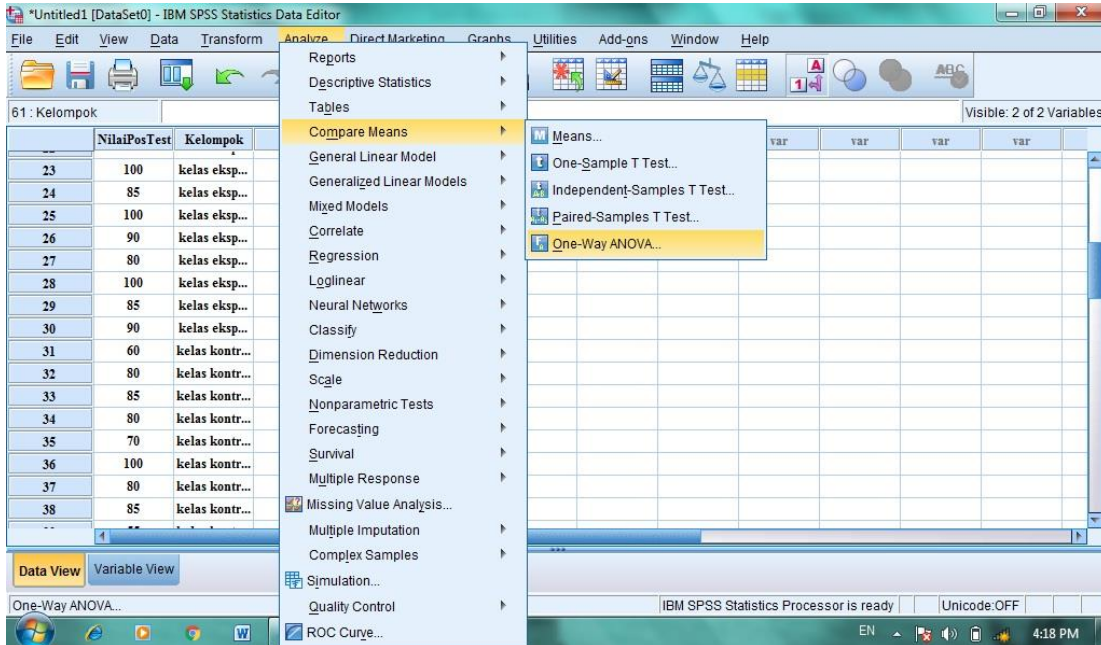 *Untitled1 [DataSet0] - IBM SPSS Statistics Data Editor
File Edit View Data Transform Analyze Direct Marketing Graphs Utilities Add-ons Window Help
61 : Kelompok Visible: 2 of 2 Variables
NilaiPosTest Kelompok var var var var
23 100 kelas eksp...
24 85 kelas eksp...
25 100 kelas eksp...
26 90 kelas eksp...
27 80 kelas eksp...
28 100 kelas eksp...
29 85 kelas eksp...
30 90 kelas eksp...
31 60 kelas kontr...
32 80 kelas kontr...
33 85 kelas kontr...
34 80 kelas kontr...
35 70 kelas kontr...
36 100 kelas kontr...
37 80 kelas kontr...
38 85 kelas kontr...
Reports
Descriptive Statistics
Tables
Compare Means
General Linear Model
Generalized Linear Models
Mixed Models
Correlate
Regression
Loglinear
Neural Networks
Classify
Dimension Reduction
Scale
Nonparametric Tests
Forecasting
Survival
Multiple Response
Missing Value Analysis...
Multiple Imputation
Complex Samples
Simulation...
Quality Control
ROC Curve...
Means...
One-Sample T Test...
Independent-Samples T Test...
Paired-Samples T Test...
One-Way ANOVA...
Data View Variable View
One-Way ANOVA... IBM SPSS Statistics Processor is ready Unicode:OFF
EN 4:18 PM